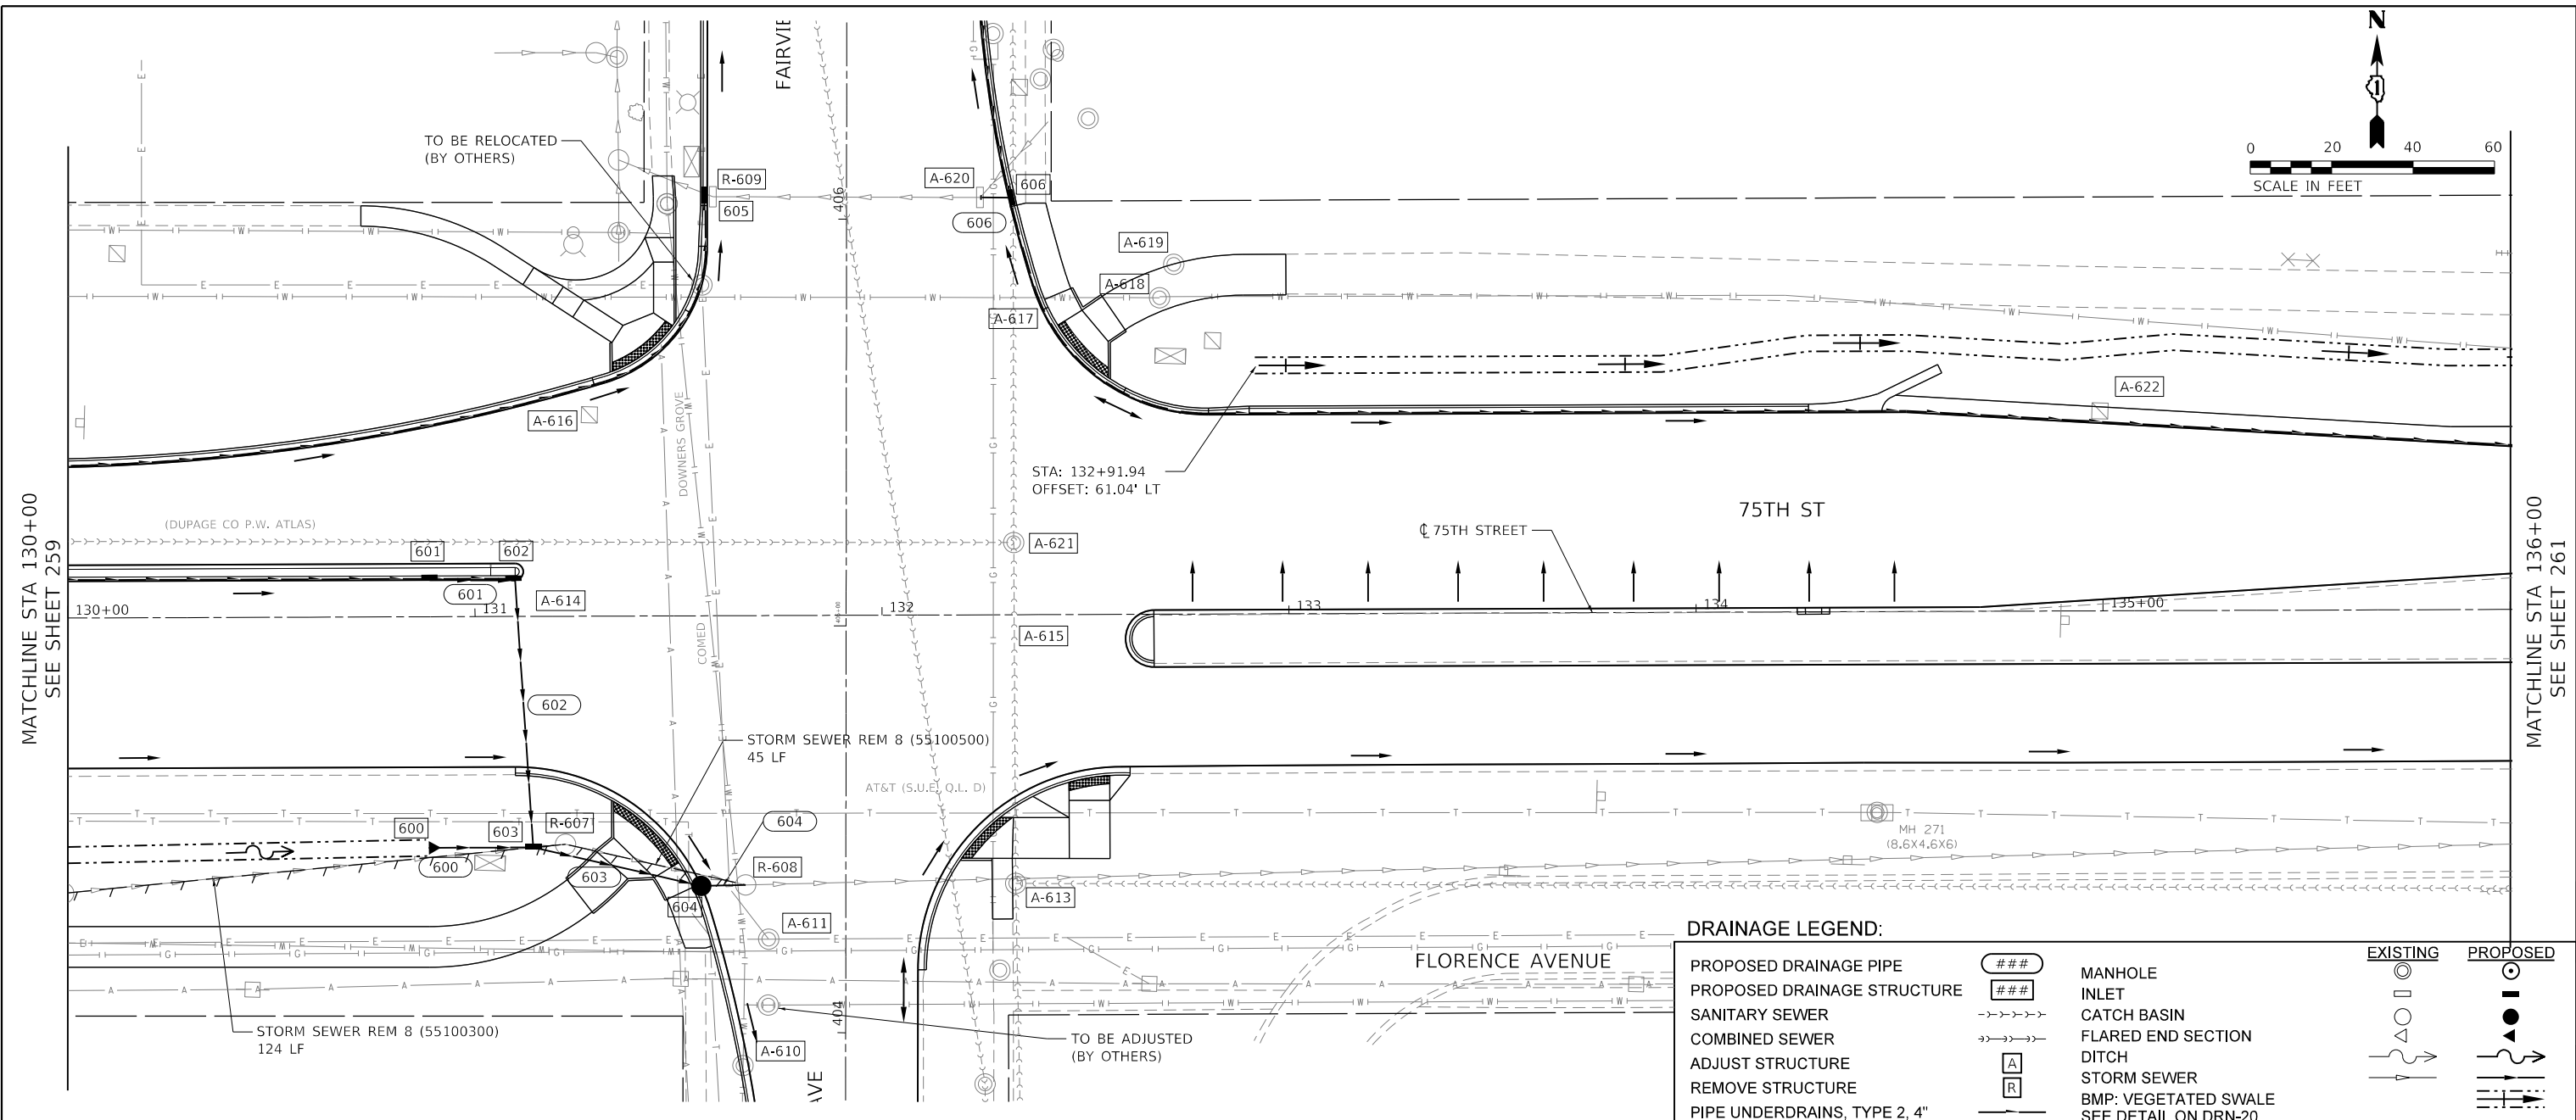 FAIRVIE
N
0 20 40 60
SCALE IN FEET
TO BE RELOCATED
(BY OTHERS)
R-609
605
A-620
606
606
406
A-619
A-618
A-617
A-616
A-622
DOWNERS GROVE
STA: 132+91.94
OFFSET: 61.04' LT
75TH ST
℄ 75TH STREET
(DUPAGE CO P.W. ATLAS)
601
602
A-621
MATCHLINE STA 130+00
SEE SHEET 259
MATCHLINE STA 136+00
SEE SHEET 261
601
A-614
130+00
131
132
133
134
135+00
A-615
COMED
602
STORM SEWER REM 8 (55100500)
45 LF
AT&T (S.U.E. Q.L. D)
600
603
R-607
604
600
603
R-608
604
A-611
A-613
MH 271
(8.6X4.6X6)
FLORENCE AVENUE
STORM SEWER REM 8 (55100300)
124 LF
404
A-610
AVE
TO BE ADJUSTED
(BY OTHERS)
DRAINAGE LEGEND:
EXISTING PROPOSED
PROPOSED DRAINAGE PIPE ###
PROPOSED DRAINAGE STRUCTURE ###
SANITARY SEWER
COMBINED SEWER
ADJUST STRUCTURE A
REMOVE STRUCTURE R
PIPE UNDERDRAINS, TYPE 2, 4"
MANHOLE
INLET
CATCH BASIN
FLARED END SECTION
DITCH
STORM SEWER
BMP: VEGETATED SWALE
SEE DETAIL ON DRN-20